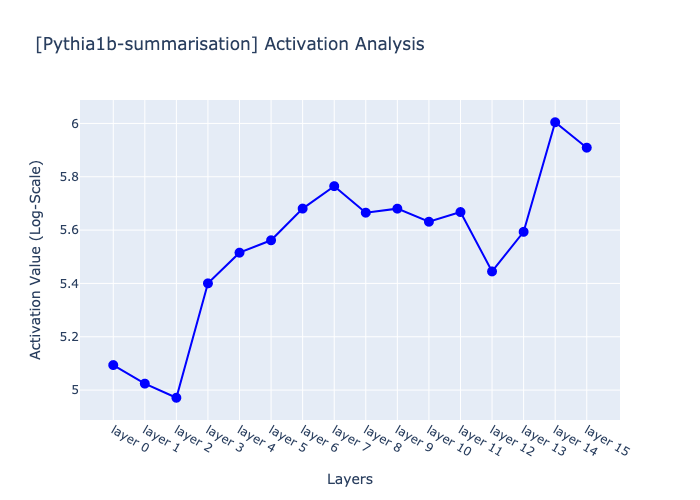 [Pythia1b-summarisation] Activation Analysis
Activation Value (Log-Scale)
6
5.8
5.6
5.4
5.2
5
layer 0
layer 1
layer 2
layer 3
layer 4
layer 5
layer 6
layer 7
layer 8
layer 9
layer 10
layer 11
layer 12
layer 13
layer 14
layer 15
Layers